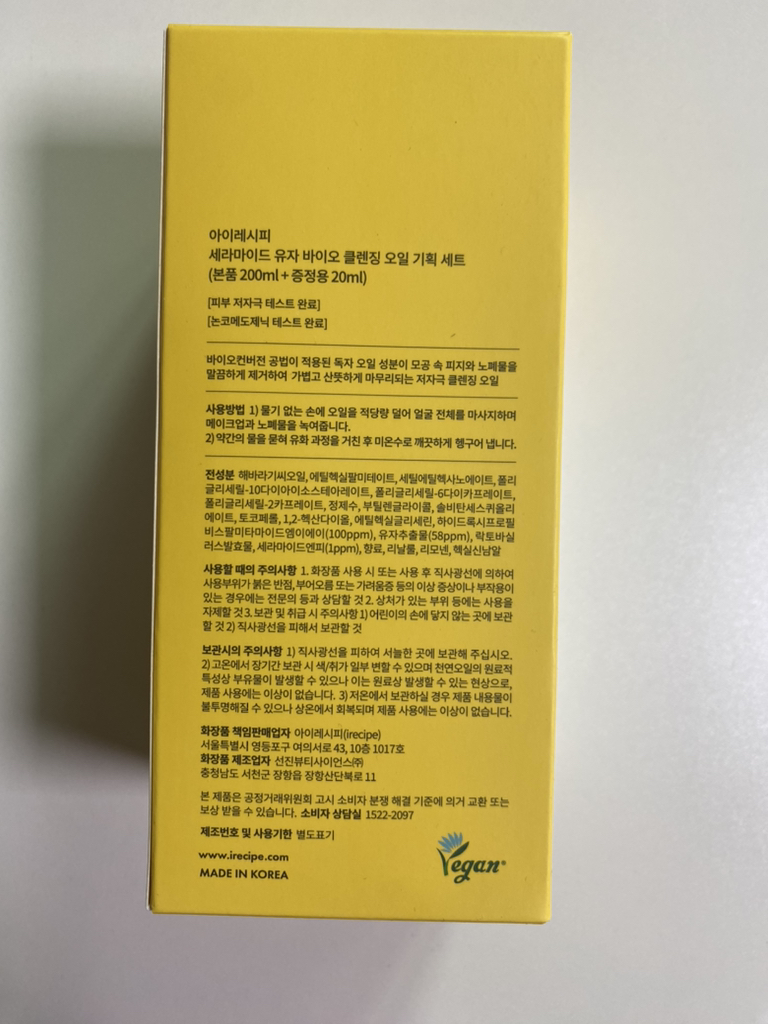 아이레시피
세라마이드 유자 바이오 클렌징 오일 기획 세트
(본품 200ml + 증정용 20ml)
[피부 저자극 테스트 완료]
[논코메도제닉 테스트 완료]
바이오컨버전 공법이 적용된 독자 오일 성분이 모공 속 피지와 노폐물을
말끔하게 제거하여 가볍고 산뜻하게 마무리되는 저자극 클렌징 오일
사용방법 1) 물기 없는 손에 오일을 적당량 덜어 얼굴 전체를 마사지하며
메이크업과 노폐물을 녹여줍니다.
2) 약간의 물을 묻혀 유화 과정을 거친 후 미온수로 깨끗하게 헹구어 냅니다.
전성분 해바라기씨오일, 에틸헥실팔미테이트, 세틸에틸헥사노에이트, 폴리
글리세릴-10다이아이소스테아레이트, 폴리글리세릴-6다이카프레이트,
폴리글리세릴-2카프레이트, 정제수, 부틸렌글라이콜, 솔비탄세스퀴올리
에이트, 토코페롤, 1,2-헥산다이올, 에틸헥실글리세린, 하이드록시프로필
비스팔미타마이드엠이에이(100ppm), 유자추출물(58ppm), 락토바실
러스발효물, 세라마이드엔피(1ppm), 향료, 리날룰, 리모넨, 헥실신남알
사용할 때의 주의사항 1. 화장품 사용 시 또는 사용 후 직사광선에 의하여
사용부위가 붉은 반점, 부어오름 또는 가려움증 등의 이상 증상이나 부작용이
있는 경우에는 전문의 등과 상담할 것 2. 상처가 있는 부위 등에는 사용을
자제할 것 3. 보관 및 취급 시 주의사항 1) 어린이의 손에 닿지 않는 곳에 보관
할 것 2) 직사광선을 피해서 보관할 것
보관시의 주의사항 1) 직사광선을 피하여 서늘한 곳에 보관해 주십시오.
2) 고온에서 장기간 보관 시 색/취가 일부 변할 수 있으며 천연오일의 원료적
특성상 부유물이 발생할 수 있으나 이는 원료상 발생할 수 있는 현상으로,
제품 사용에는 이상이 없습니다. 3) 저온에서 보관하실 경우 제품 내용물이
불투명해질 수 있으나 상온에서 회복되며 제품 사용에는 이상이 없습니다.
화장품 책임판매업자 아이레시피(irecipe)
서울특별시 영등포구 여의서로 43, 10층 1017호
화장품 제조업자 선진뷰티사이언스㈜
충청남도 서천군 장항읍 장항산단북로 11
본 제품은 공정거래위원회 고시 소비자 분쟁 해결 기준에 의거 교환 또는
보상 받을 수 있습니다. 소비자 상담실 1522-2097
제조번호 및 사용기한 별도표기
www.irecipe.com
MADE IN KOREA
Vegan®